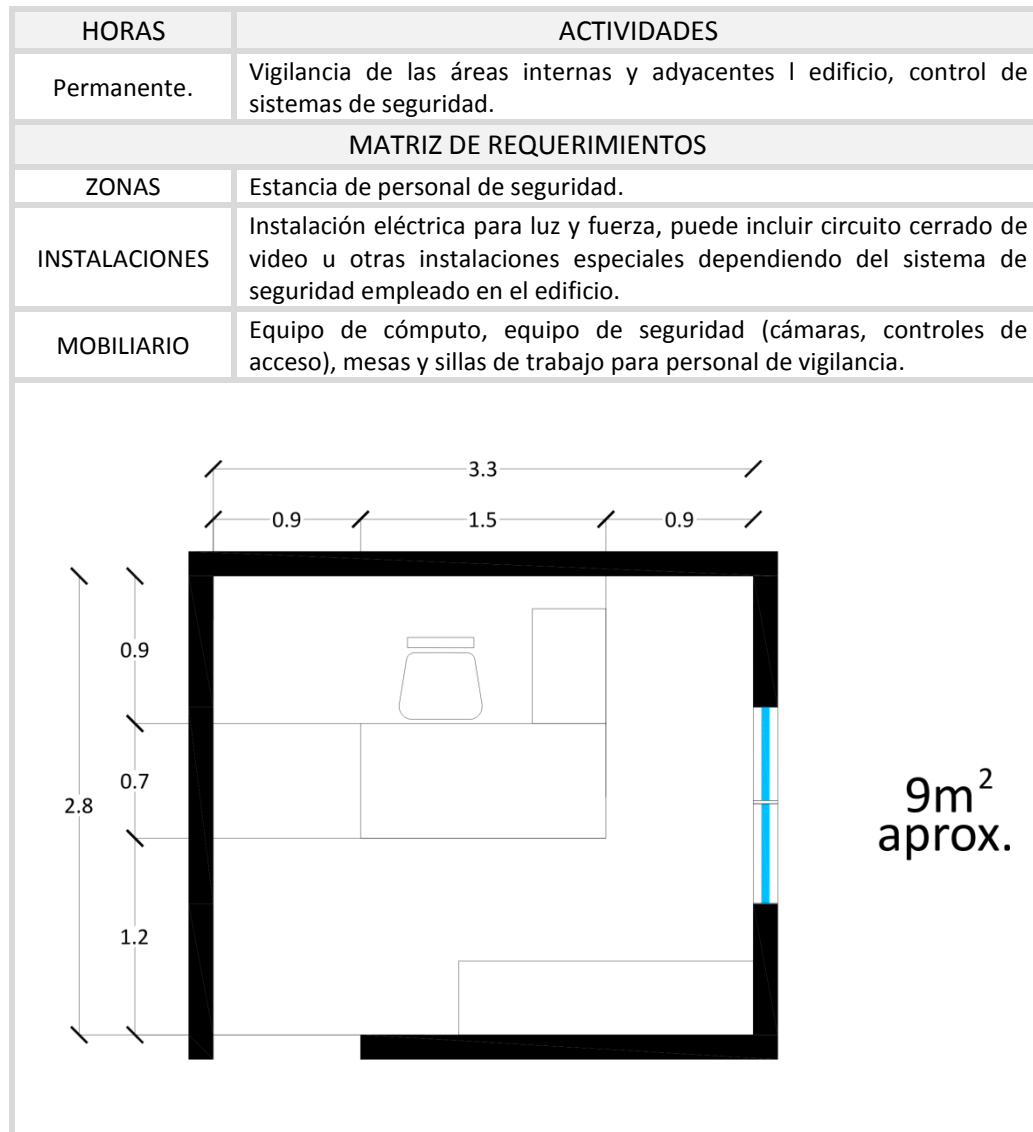 HORAS
ACTIVIDADES
Permanente.
Vigilancia de las áreas internas y adyacentes l edificio, control de
sistemas de seguridad.
MATRIZ DE REQUERIMIENTOS
ZONAS
Estancia de personal de seguridad.
INSTALACIONES
Instalación eléctrica para luz y fuerza, puede incluir circuito cerrado de
video u otras instalaciones especiales dependiendo del sistema de
seguridad empleado en el edificio.
MOBILIARIO
Equipo de cómputo, equipo de seguridad (cámaras, controles de
acceso), mesas y sillas de trabajo para personal de vigilancia.
3.3
0.9
1.5
0.9
0.9
0.7
2.8
1.2
9m²
aprox.